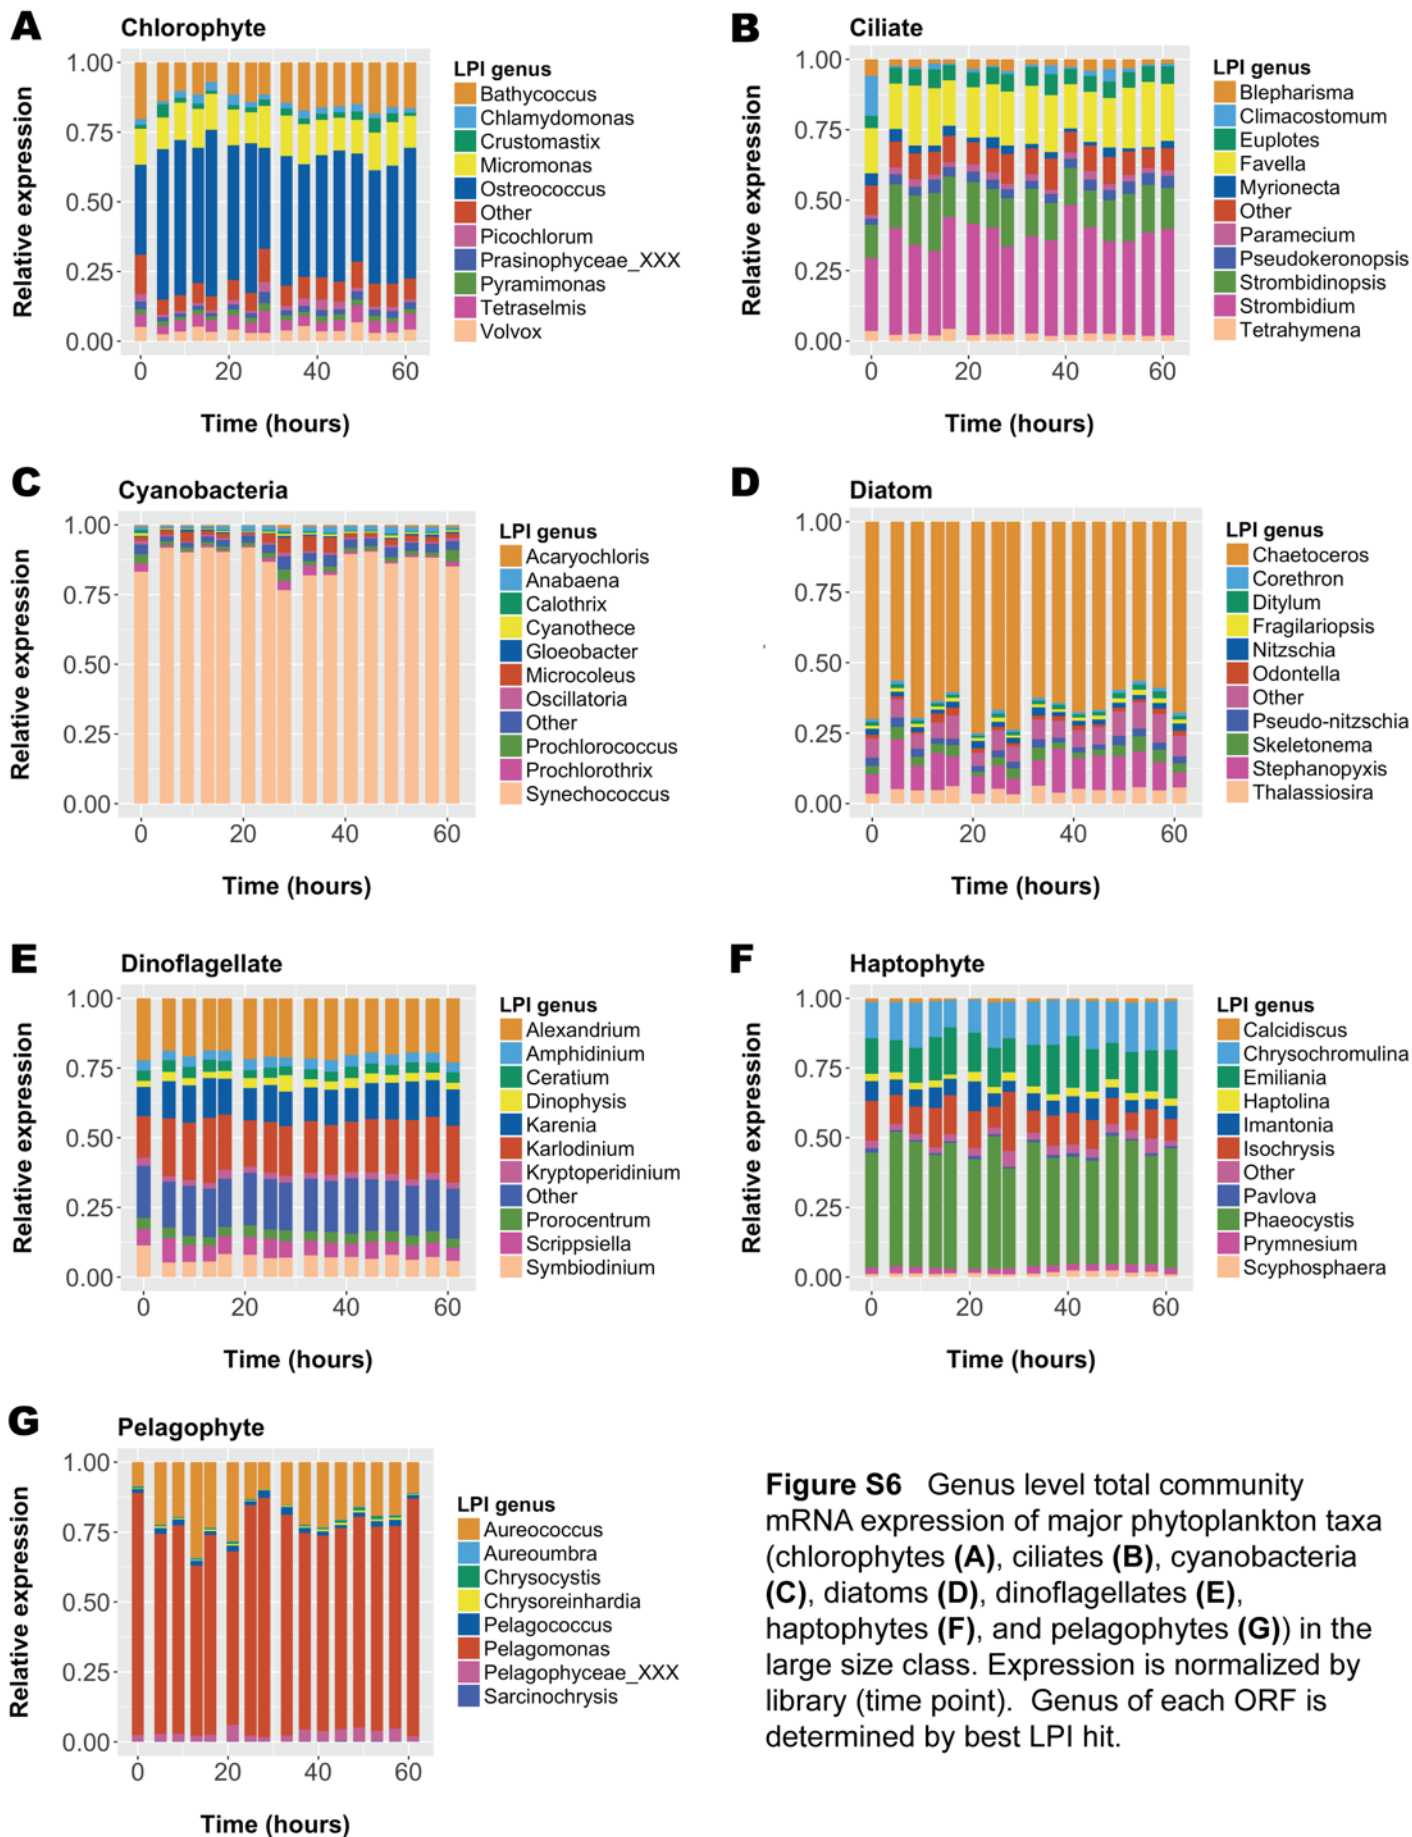 A
Chlorophyte
Relative expression
1.00
0.75
0.50
0.25
0.00
0 20 40 60
Time (hours)
LPI genus
Bathycoccus
Chlamydomonas
Crustomastix
Micromonas
Ostreococcus
Other
Picochlorum
Prasinophyceae_XXX
Pyramimonas
Tetraselmis
Volvox
B
Ciliate
Relative expression
1.00
0.75
0.50
0.25
0.00
0 20 40 60
Time (hours)
LPI genus
Blepharisma
Climacostomum
Euplotes
Favella
Myrionecta
Other
Paramecium
Pseudokeronopsis
Strombidinopsis
Strombidium
Tetrahymena
C
Cyanobacteria
Relative expression
1.00
0.75
0.50
0.25
0.00
0 20 40 60
Time (hours)
LPI genus
Acaryochloris
Anabaena
Calothrix
Cyanothece
Gloeobacter
Microcoleus
Oscillatoria
Other
Prochlorococcus
Prochlorothrix
Synechococcus
D
Diatom
Relative expression
1.00
0.75
0.50
0.25
0.00
0 20 40 60
Time (hours)
LPI genus
Chaetoceros
Corethron
Ditylum
Fragilariopsis
Nitzschia
Odontella
Other
Pseudo-nitzschia
Skeletonema
Stephanopyxis
Thalassiosira
E
Dinoflagellate
Relative expression
1.00
0.75
0.50
0.25
0.00
0 20 40 60
Time (hours)
LPI genus
Alexandrium
Amphidinium
Ceratium
Dinophysis
Karenia
Karlodinium
Kryptoperidinium
Other
Prorocentrum
Scrippsiella
Symbiodinium
F
Haptophyte
Relative expression
1.00
0.75
0.50
0.25
0.00
0 20 40 60
Time (hours)
LPI genus
Calcidiscus
Chrysochromulina
Emiliania
Haptolina
Imantonia
Isochrysis
Other
Pavlova
Phaeocystis
Prymnesium
Scyphosphaera
G
Pelagophyte
Relative expression
1.00
0.75
0.50
0.25
0.00
0 20 40 60
Time (hours)
LPI genus
Aureococcus
Aureoumbra
Chrysocystis
Chrysoreinhardia
Pelagococcus
Pelagomonas
Pelagophyceae_XXX
Sarcinochrysis
Figure S6 Genus level total community
mRNA expression of major phytoplankton taxa
(chlorophytes (A), ciliates (B), cyanobacteria
(C), diatoms (D), dinoflagellates (E),
haptophytes (F), and pelagophytes (G)) in the
large size class. Expression is normalized by
library (time point). Genus of each ORF is
determined by best LPI hit.